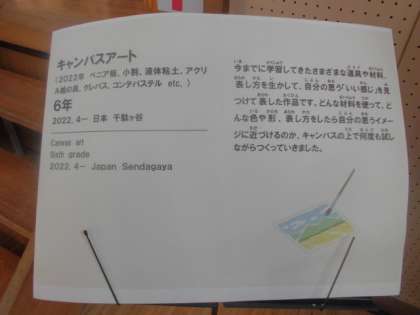 キャンバスアート
(2022年 ベニア板、小割、液体粘土、アクリ
ル絵の具、クレパス、コンテパステル etc, )
6年
2022. 4― 日本 千駄ヶ谷
Canvas art
Sixth grade
2022. 4― Japan Sendagaya
今までに学習してきたさまざまな道具や材料、
表し方を生かして、自分の思う「いい感じ」を見
つけて表した作品です。どんな材料を使って、ど
んな色や形、表し方をしたら自分の思うイメー
ジに近づけるのか、キャンバスの上で何度も試し
ながらつくっていきました。